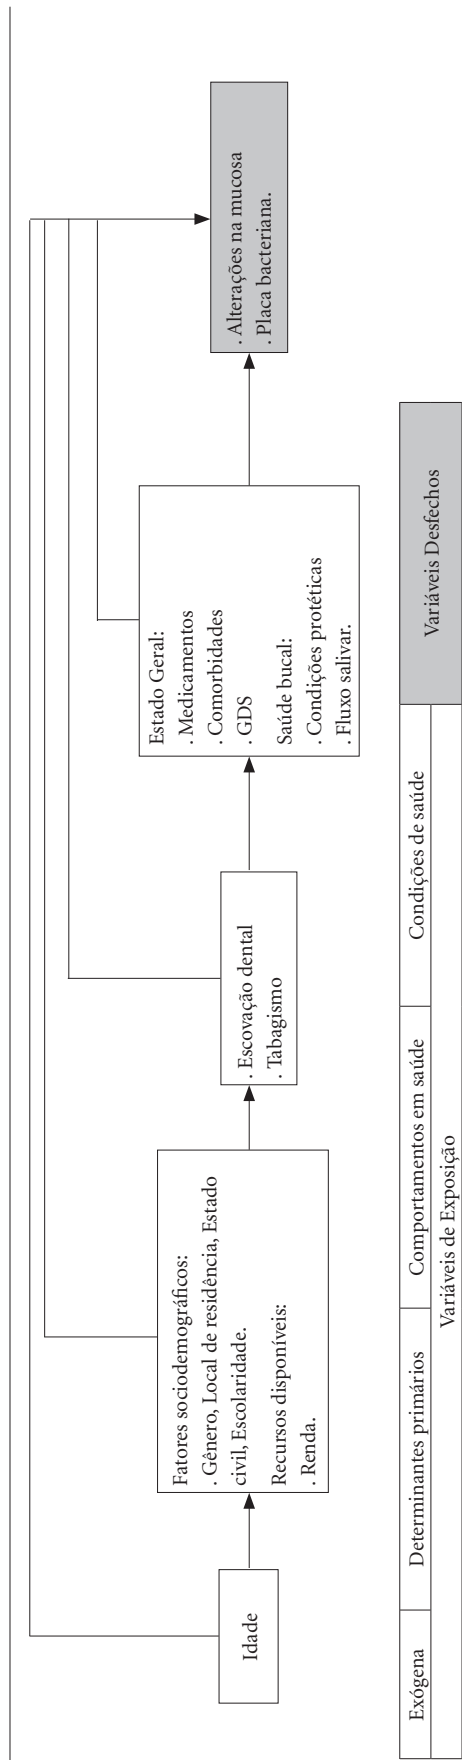 Idade
Fatores sociodemográficos:
. Gênero, Local de residência, Estado
civil, Escolaridade.
Recursos disponíveis:
. Renda.
. Escovação dental
. Tabagismo
Estado Geral:
. Medicamentos
. Comorbidades
. GDS
Saúde bucal:
. Condições protéticas
. Fluxo salivar.
. Alterações na mucosa
. Placa bacteriana.
Exógena
Determinantes primários
Comportamentos em saúde
Condições de saúde
Variáveis Desfechos
Variáveis de Exposição